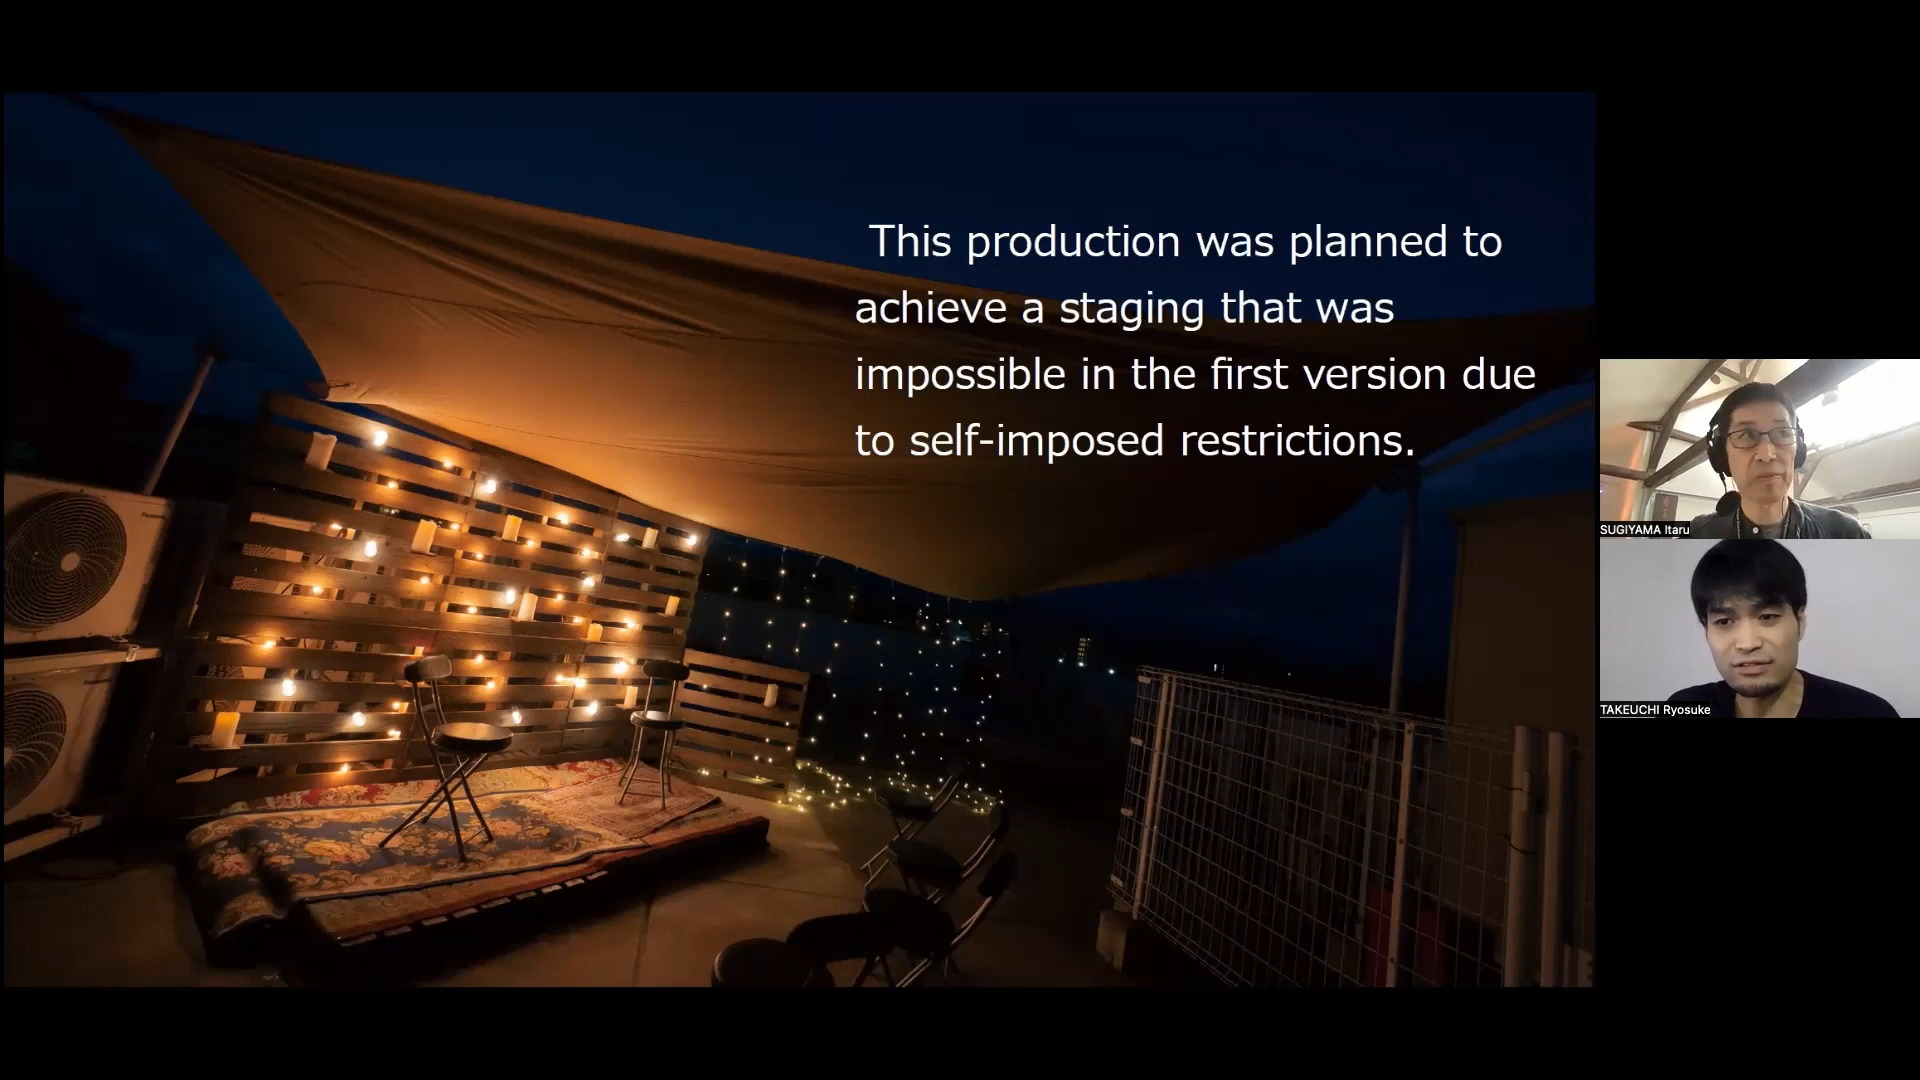 This production was planned to
achieve a staging that was
impossible in the first version due
to self-imposed restrictions.
SUGIYAMA Itaru
TAKEUCHI Ryosuke